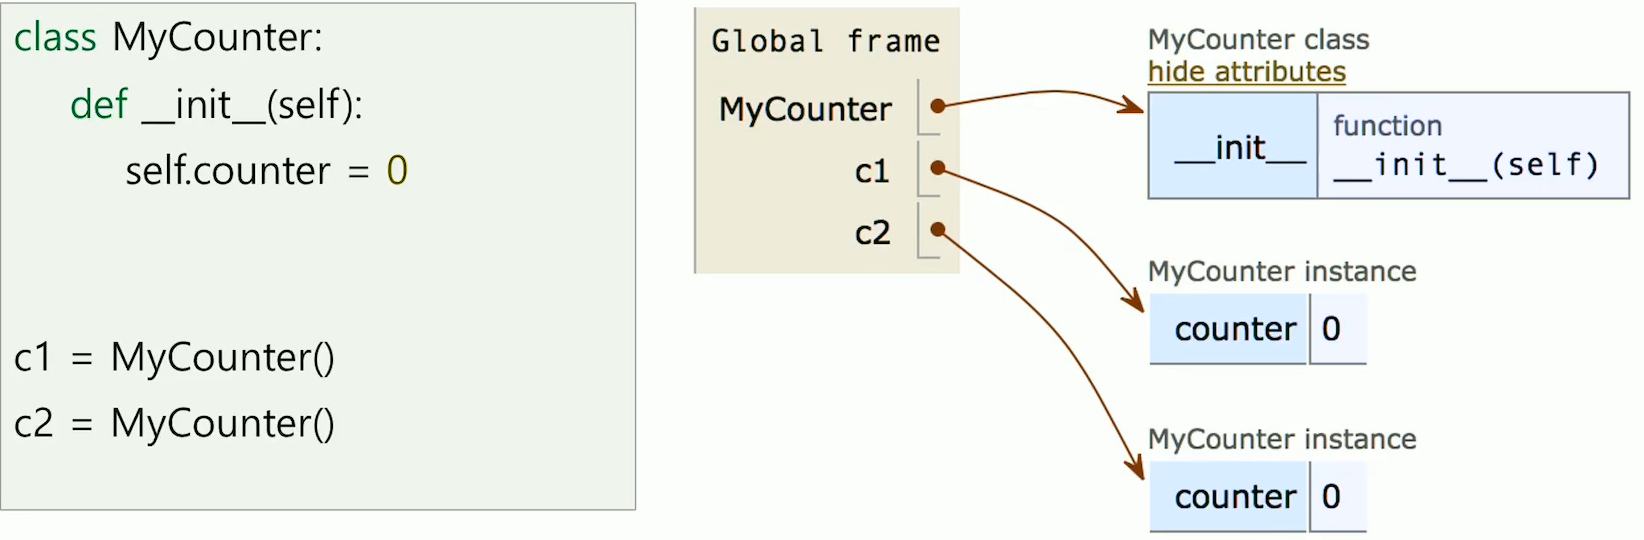 class MyCounter:
def __init__(self):
self.counter = 0
c1 = MyCounter()
c2 = MyCounter()
Global frame
MyCounter
c1
c2
MyCounter class
hide attributes
__init__
function
__init__(self)
MyCounter instance
counter 0
MyCounter instance
counter 0